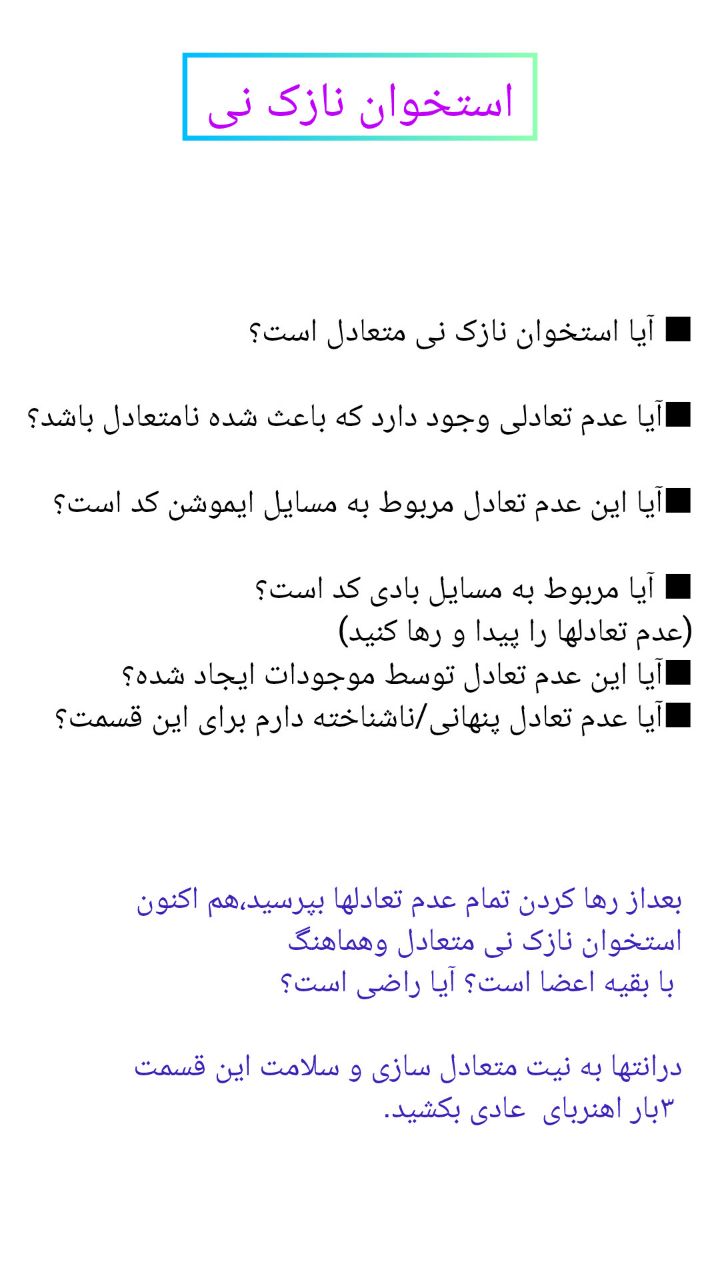 استخوان نازک نی
■ آیا استخوان نازک نی متعادل است؟
■آیا عدم تعادلی وجود دارد که باعث شده نامتعادل باشد؟
■آیا این عدم تعادل مربوط به مسایل ایموشن کد است؟
■ آیا مربوط به مسایل بادی کد است؟
(عدم تعادلها را پیدا و رها کنید)
■آیا این عدم تعادل توسط موجودات ایجاد شده؟
■آیا عدم تعادل پنهانی/ناشناخته دارم برای این قسمت؟
بعداز رها کردن تمام عدم تعادلها بپرسید،هم اکنون
استخوان نازک نی متعادل وهماهنگ
با بقیه اعضا است؟ آیا راضی است؟
درانتها به نیت متعادل سازی و سلامت این قسمت
۳بار اهنربای عادی بکشید.